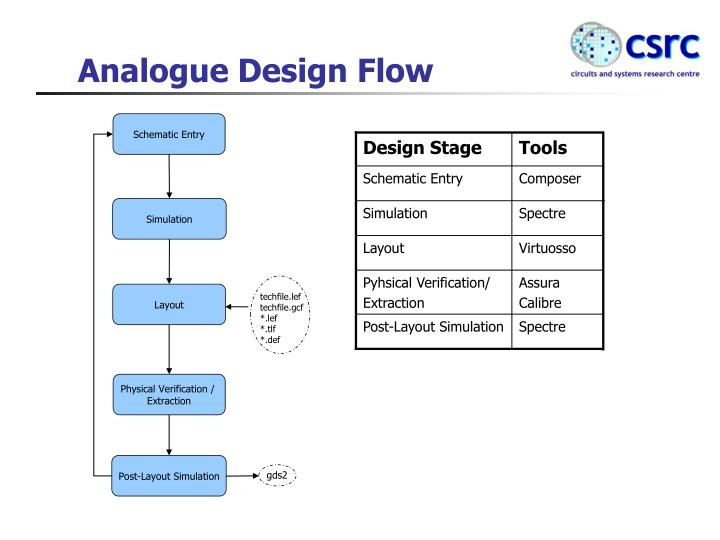 csrc
circuits and systems research centre
Analogue Design Flow
Schematic Entry
Simulation
Layout
techfile.lef
techfile.gcf
*.lef
*.tlf
*.def
Physical Verification /
Extraction
Post-Layout Simulation
gds2
Design Stage Tools
Schematic Entry Composer
Simulation Spectre
Layout Virtuosso
Pyhsical Verification/ Assura
Extraction Calibre
Post-Layout Simulation Spectre